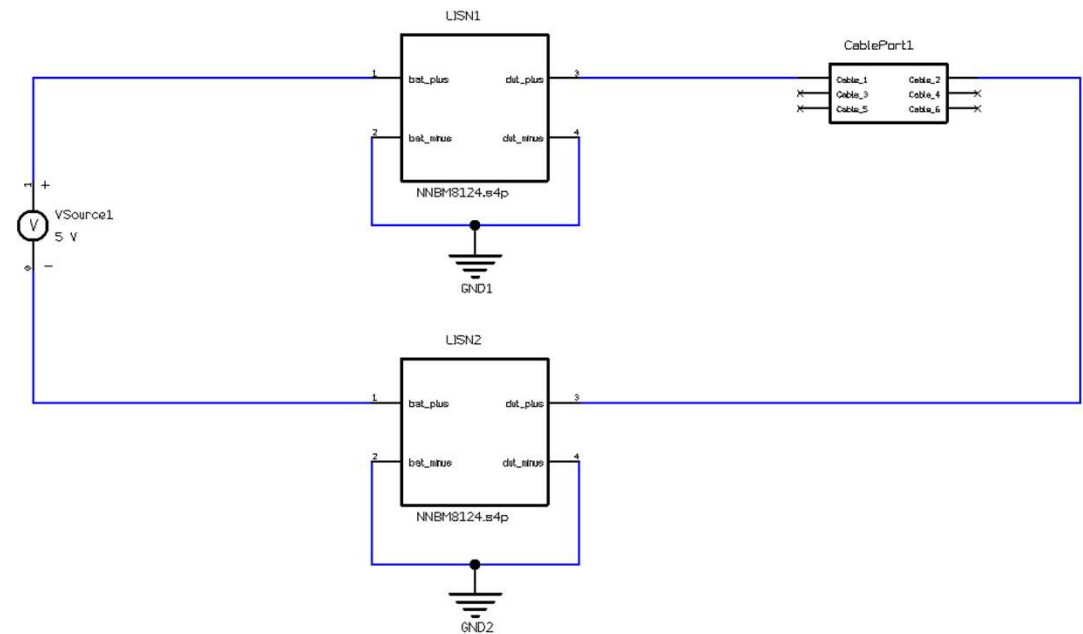 LISN1
CablePort1
1 bat_plus dut_plus 3
2 bat_minus dut_minus 4
NNBM8124.s4p
Cable_1 Cable_2
Cable_3 Cable_4
Cable_5 Cable_6
1 +
V VSource1
5 V
-
GND1
LISN2
1 bat_plus dut_plus 3
2 bat_minus dut_minus 4
NNBM8124.s4p
GND2